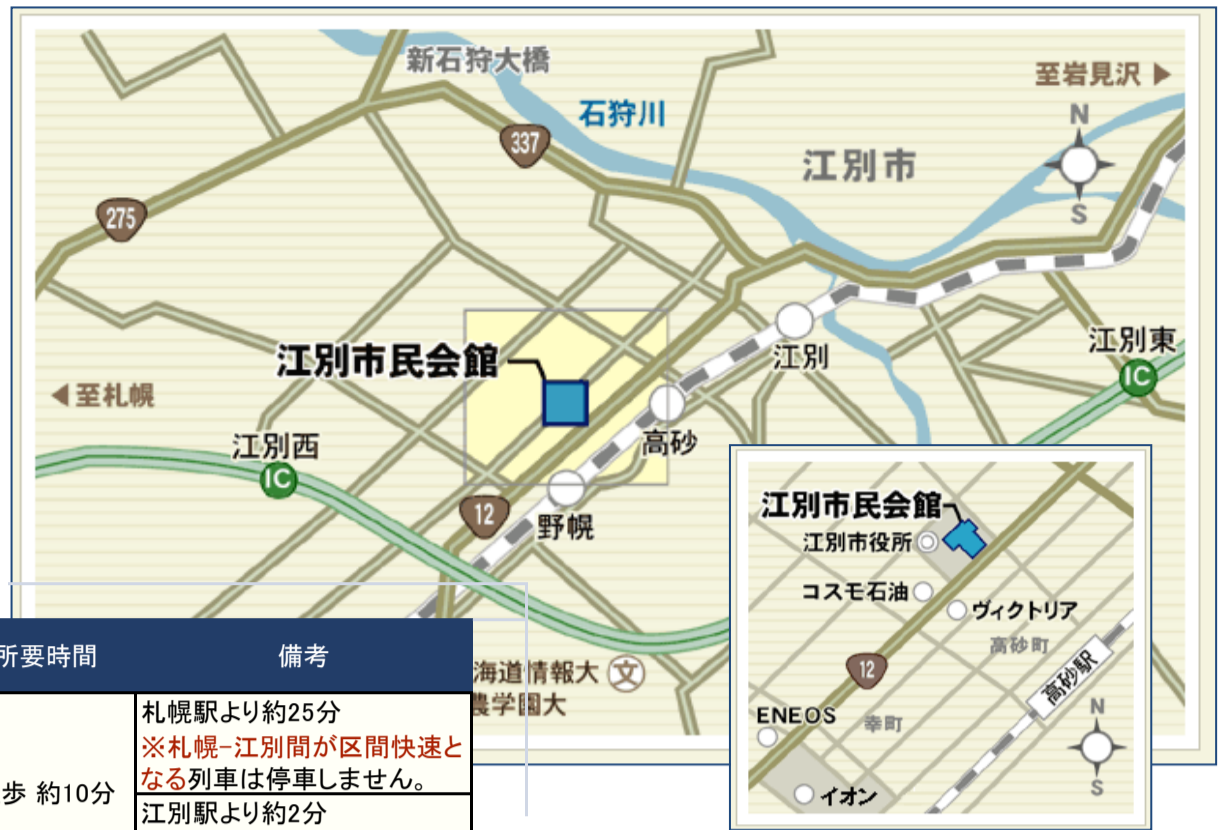 新石狩大橋
至岩見沢 ▶
石狩川
N
337
江別市
S
275
江別
江別東
IC
江別市民会館
◀至札幌
江別西
IC
高砂
12
野幌
海道情報大
文
農学園大
江別市民会館
江別市役所
コスモ石油
ヴィクトリア
高砂町
12
高砂駅
ENEOS
幸町
N
S
イオン
所要時間
備考
札幌駅より約25分
※札幌-江別間が区間快速と
なる列車は停車しません。
歩 約10分
江別駅より約2分